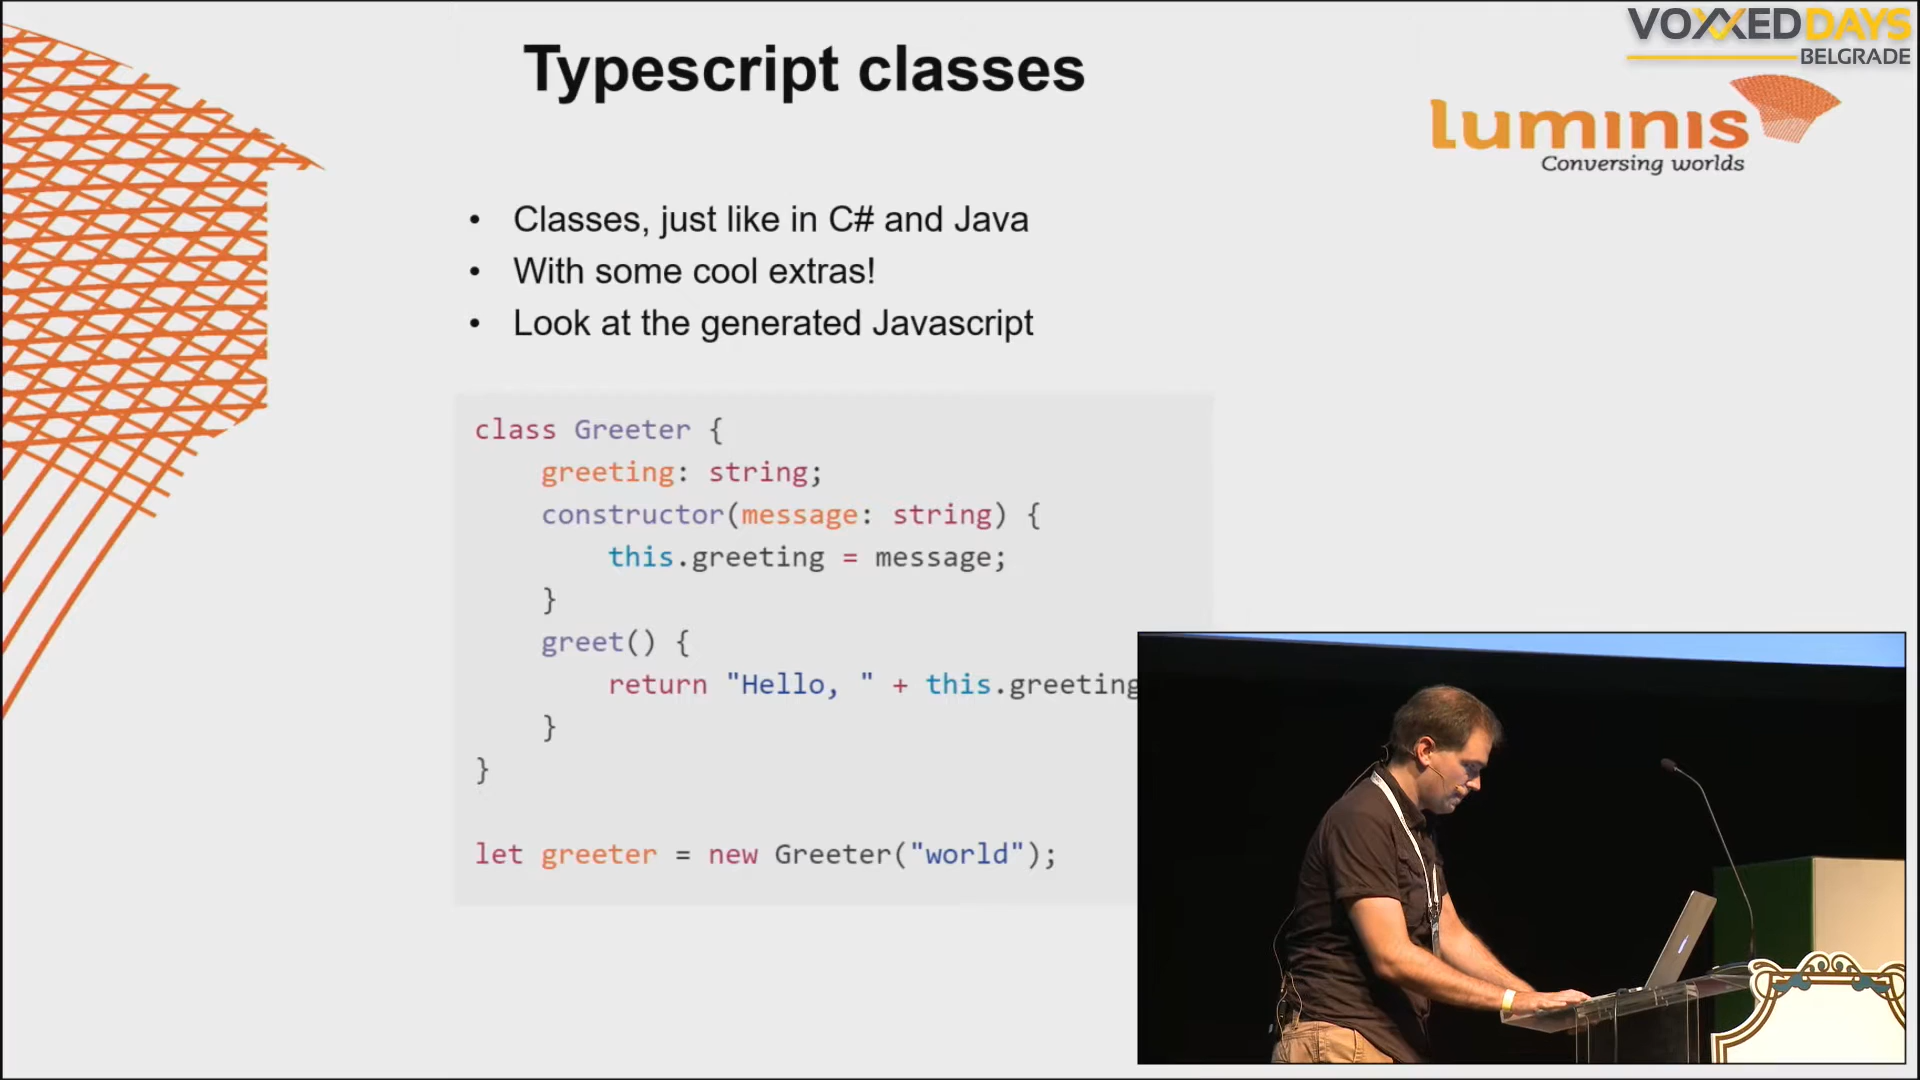 Typescript classes
VOXXEDDAYS
BELGRADE
luminis
Conversing worlds
• Classes, just like in C# and Java
• With some cool extras!
• Look at the generated Javascript
class Greeter {
greeting: string;
constructor(message: string) {
this.greeting = message;
}
greet() {
return "Hello, " + this.greeting
}
}
let greeter = new Greeter("world");